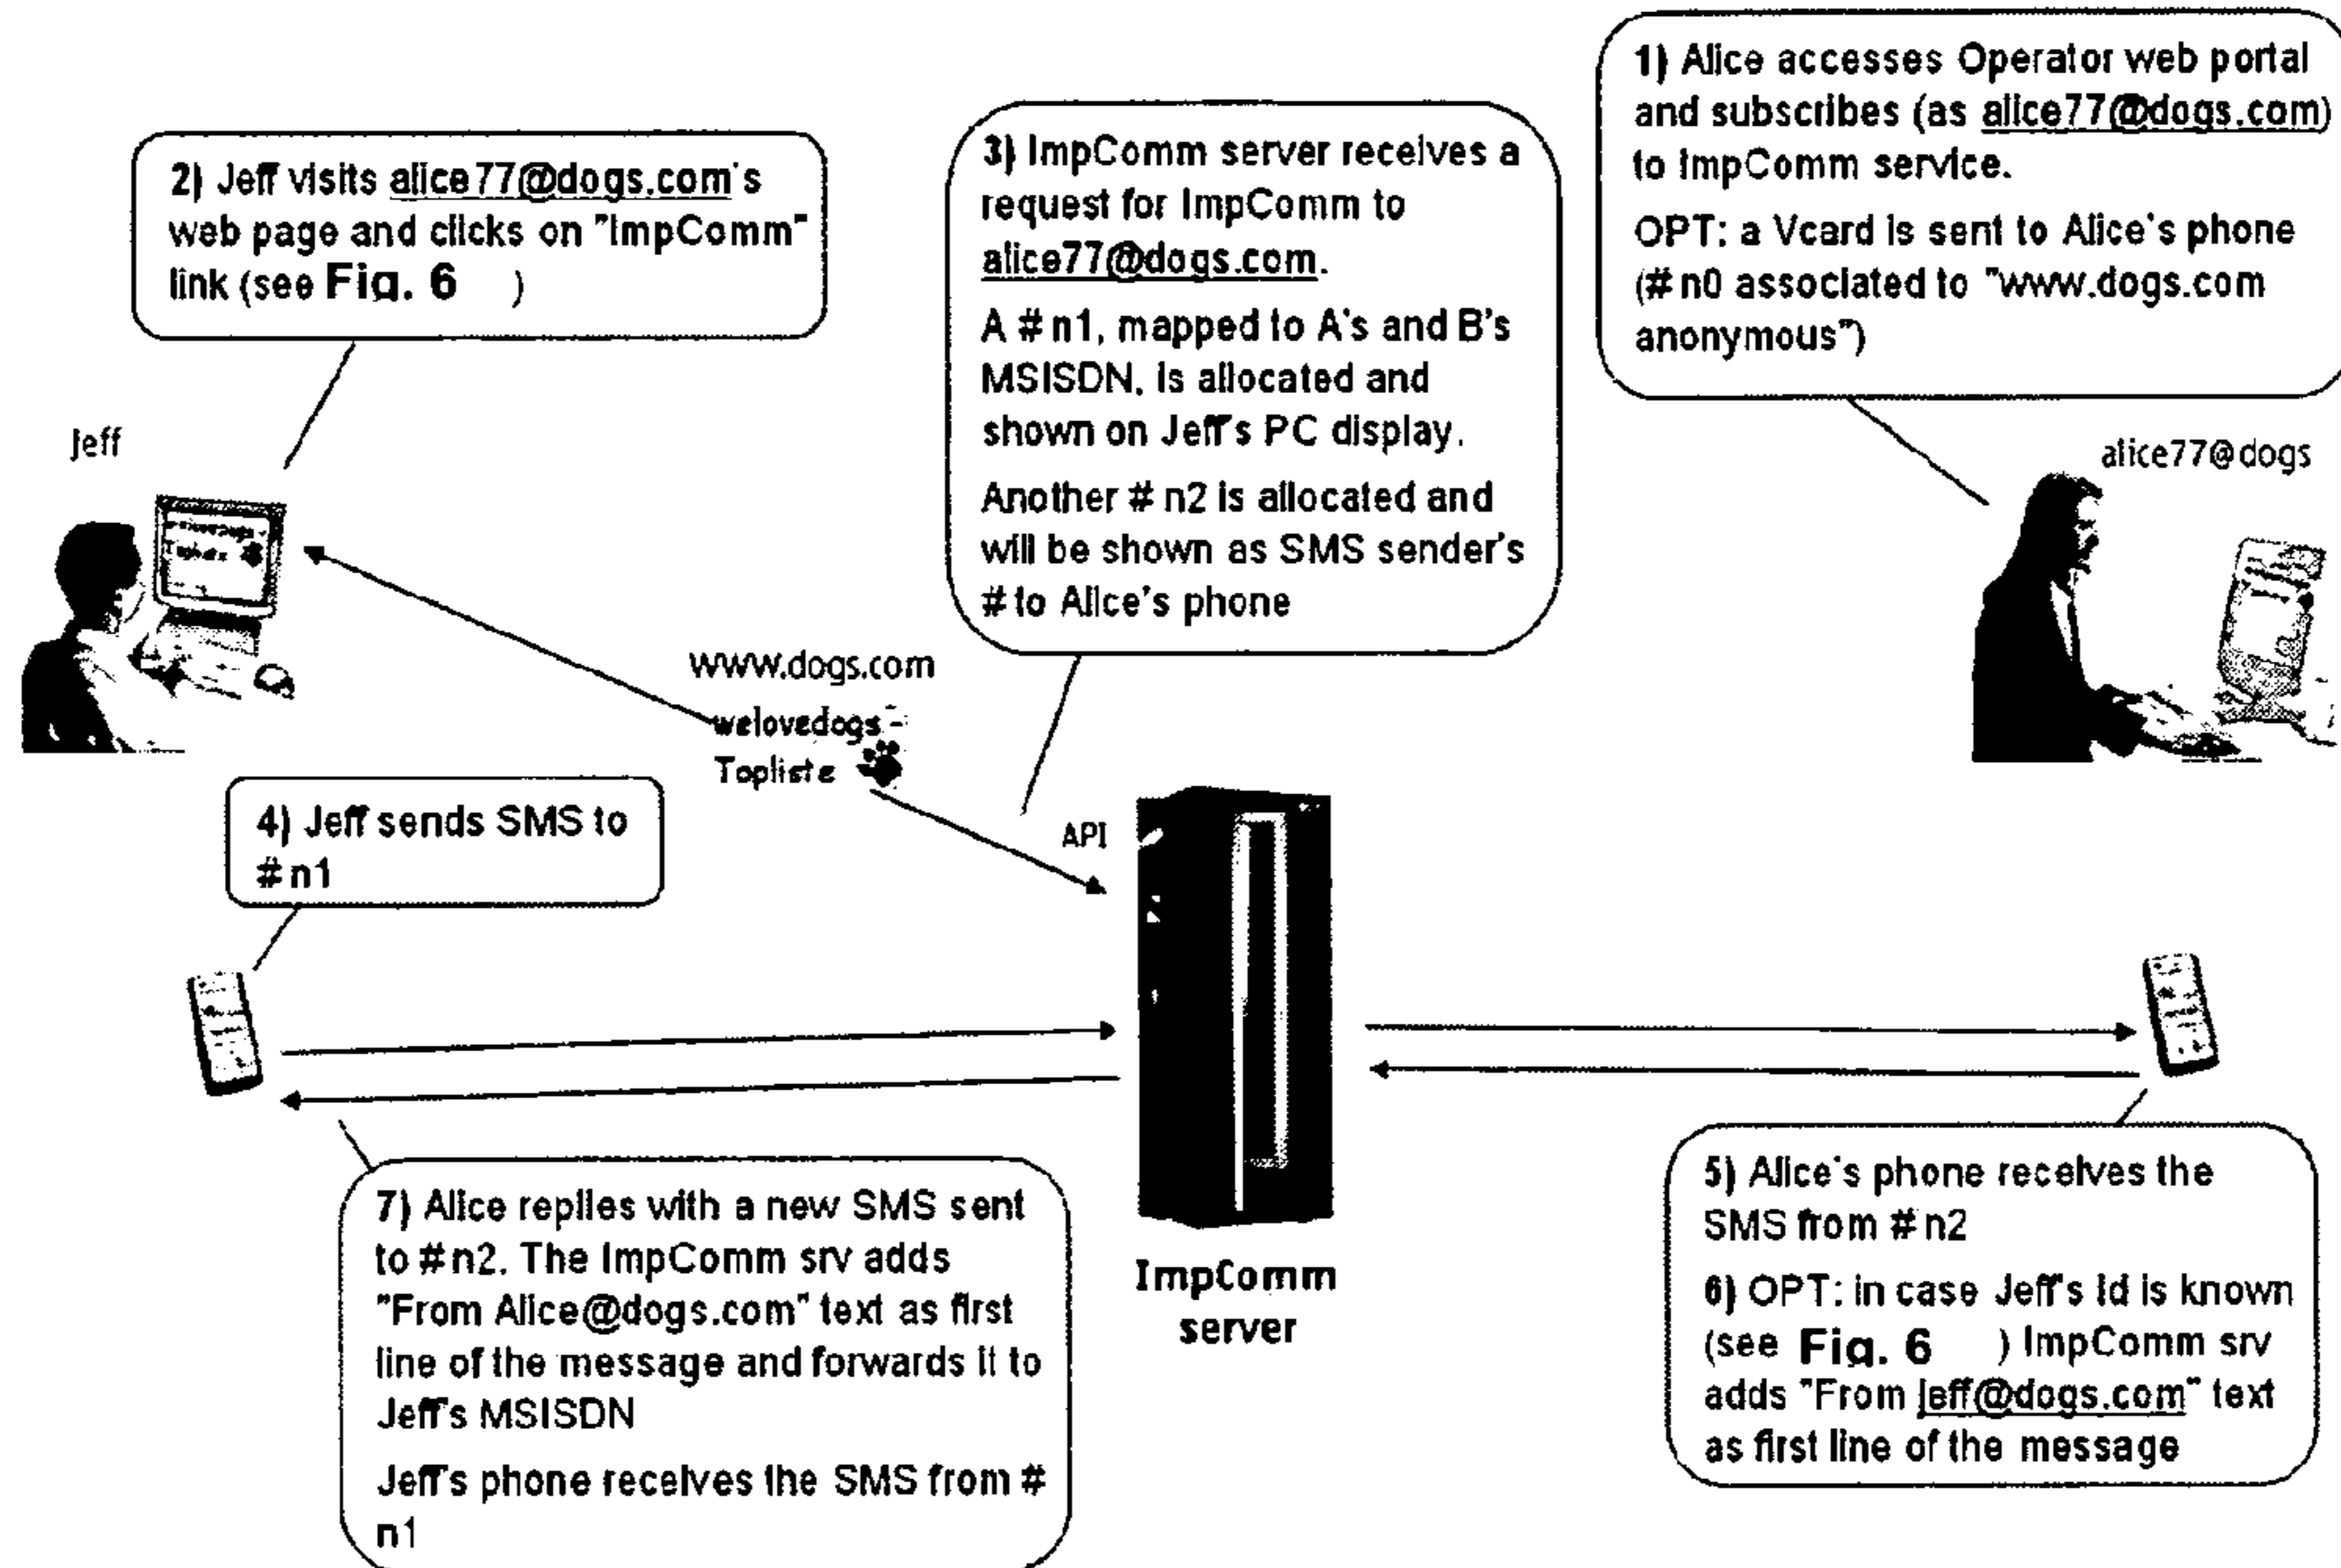 1) Alice accesses Operator web portal
and subscribes (as alice77@dogs.com)
to ImpComm service.
OPT: a Vcard is sent to Alice's phone
(# n0 associated to "www.dogs.com
anonymous")
2) Jeff visits alice77@dogs.com's
web page and clicks on "ImpComm"
link (see Fig. 6 )
3) ImpComm server receives a
request for ImpComm to
alice77@dogs.com.
A # n1, mapped to A's and B's
MSISDN, is allocated and
shown on Jeff's PC display.
Another # n2 is allocated and
will be shown as SMS sender's
# to Alice's phone
Jeff
alice77@dogs
www.dogs.com
welovedogs -
Topliste
API
4) Jeff sends SMS to
# n1
ImpComm
server
5) Alice's phone receives the
SMS from # n2
6) OPT: in case Jeff's Id is known
(see Fig. 6 ) ImpComm srv
adds "From jeff@dogs.com" text
as first line of the message
7) Alice replies with a new SMS sent
to # n2. The ImpComm srv adds
"From Alice@dogs.com" text as first
line of the message and forwards it to
Jeff's MSISDN
Jeff's phone receives the SMS from #
n1